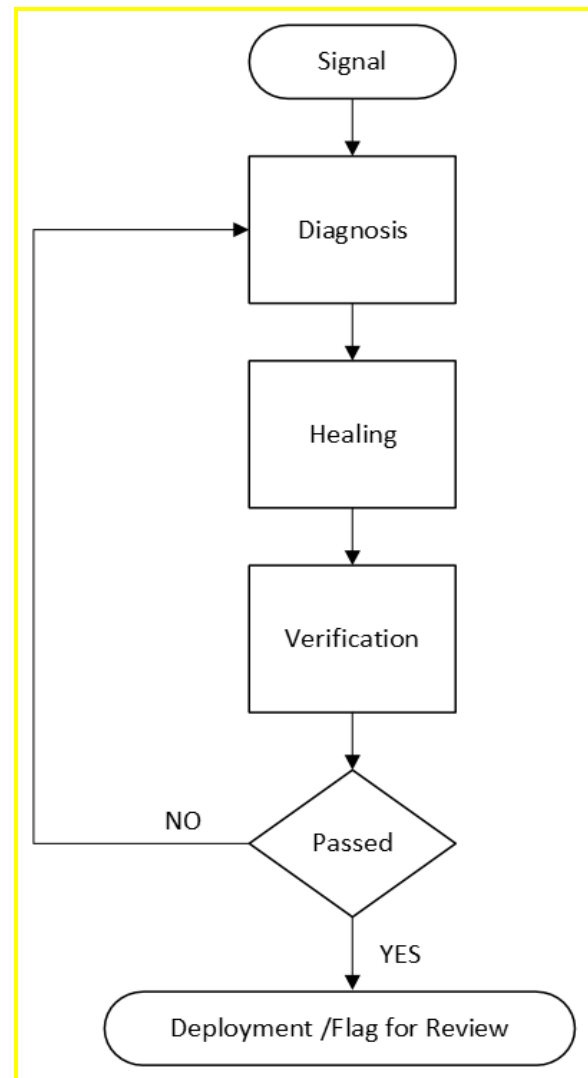 Signal
Diagnosis
Healing
Verification
Passed
NO
YES
Deployment /Flag for Review